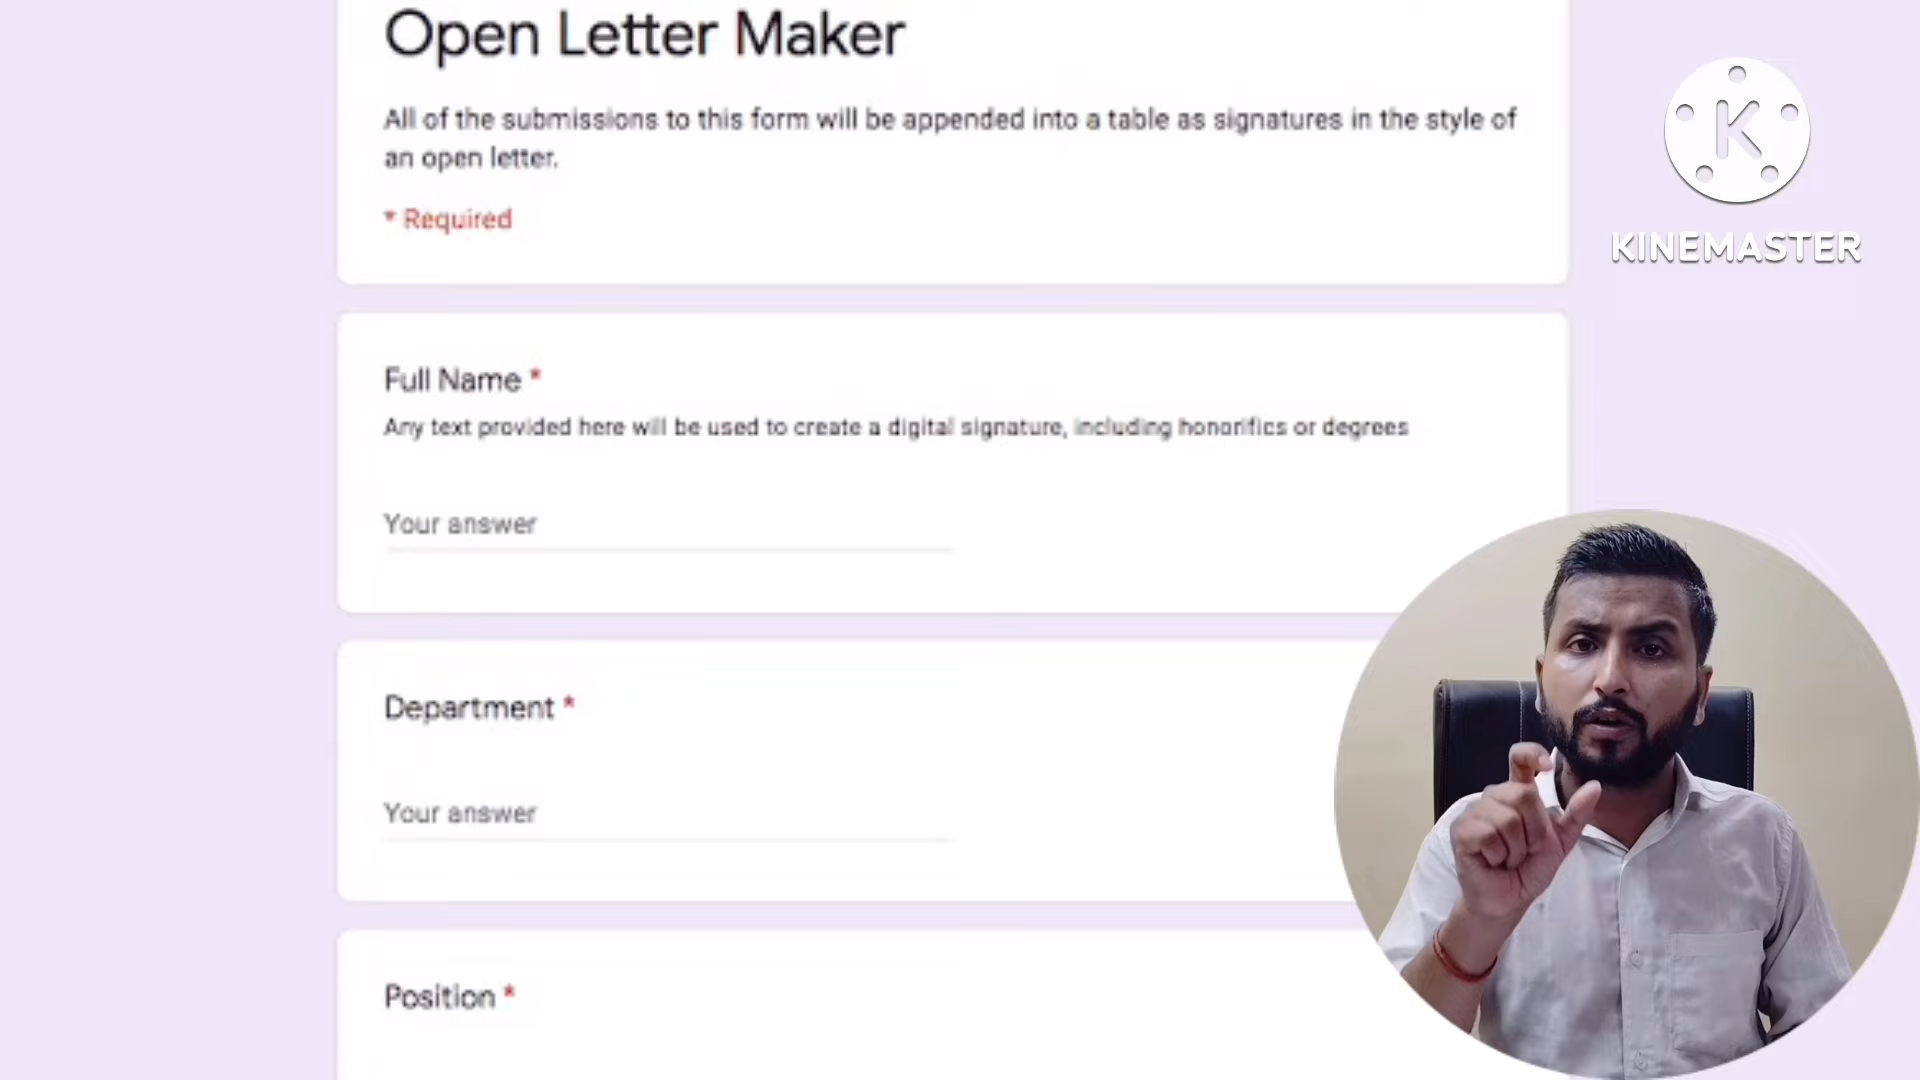 Open Letter Maker
All of the submissions to this form will be appended into a table as signatures in the style of
an open letter.
* Required
K
KINEMASTER
Full Name *
Any text provided here will be used to create a digital signature, including honorifics or degrees
Your answer
Department *
Your answer
Position *